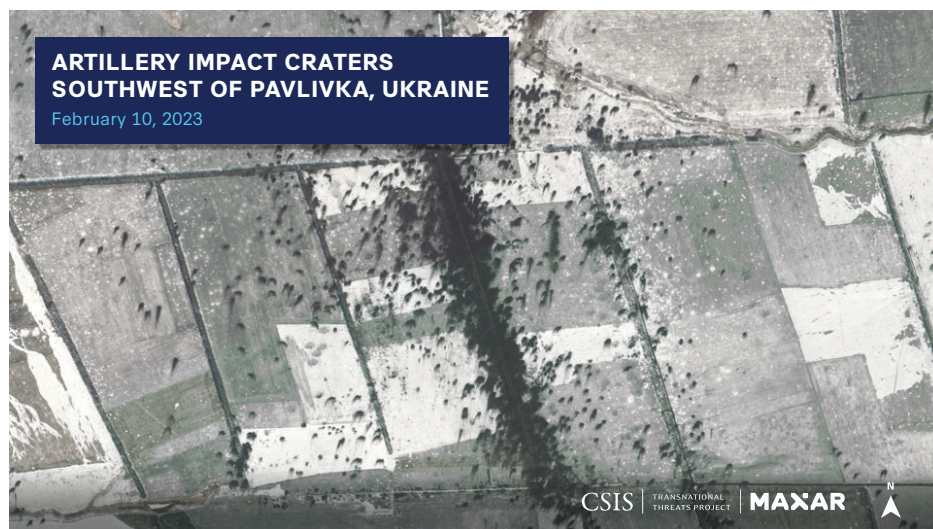 ARTILLERY IMPACT CRATERS
SOUTHWEST OF PAVLIVKA, UKRAINE
February 10, 2023
CSIS
TRANSNATIONAL
THREATS PROJECT
MAXAR
N